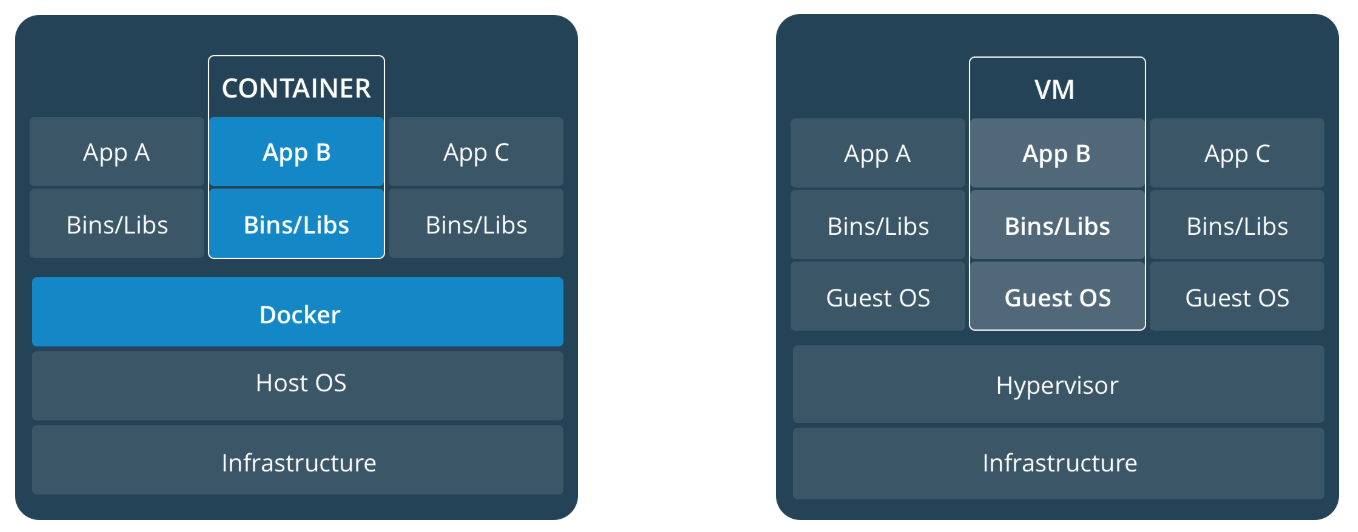 CONTAINER
App A
App B
App C
Bins/Libs
Bins/Libs
Bins/Libs
Docker
Host OS
Infrastructure
VM
App A
App B
App C
Bins/Libs
Bins/Libs
Bins/Libs
Guest OS
Guest OS
Guest OS
Hypervisor
Infrastructure